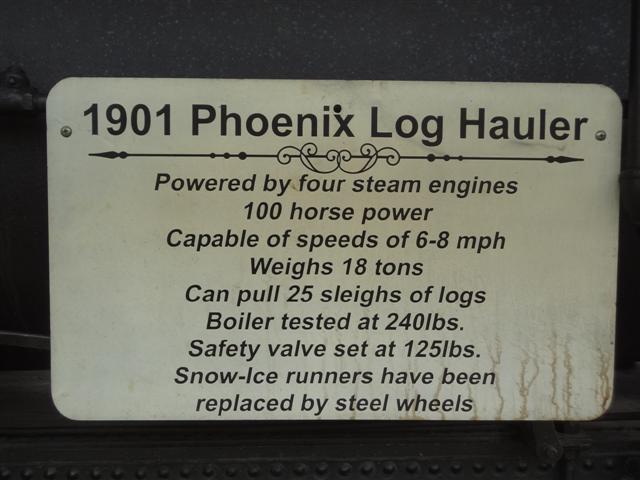 1901 Phoenix Log Hauler
Powered by four steam engines
100 horse power
Capable of speeds of 6-8 mph
Weighs 18 tons
Can pull 25 sleighs of logs
Boiler tested at 240lbs.
Safety valve set at 125lbs.
Snow-Ice runners have been
replaced by steel wheels